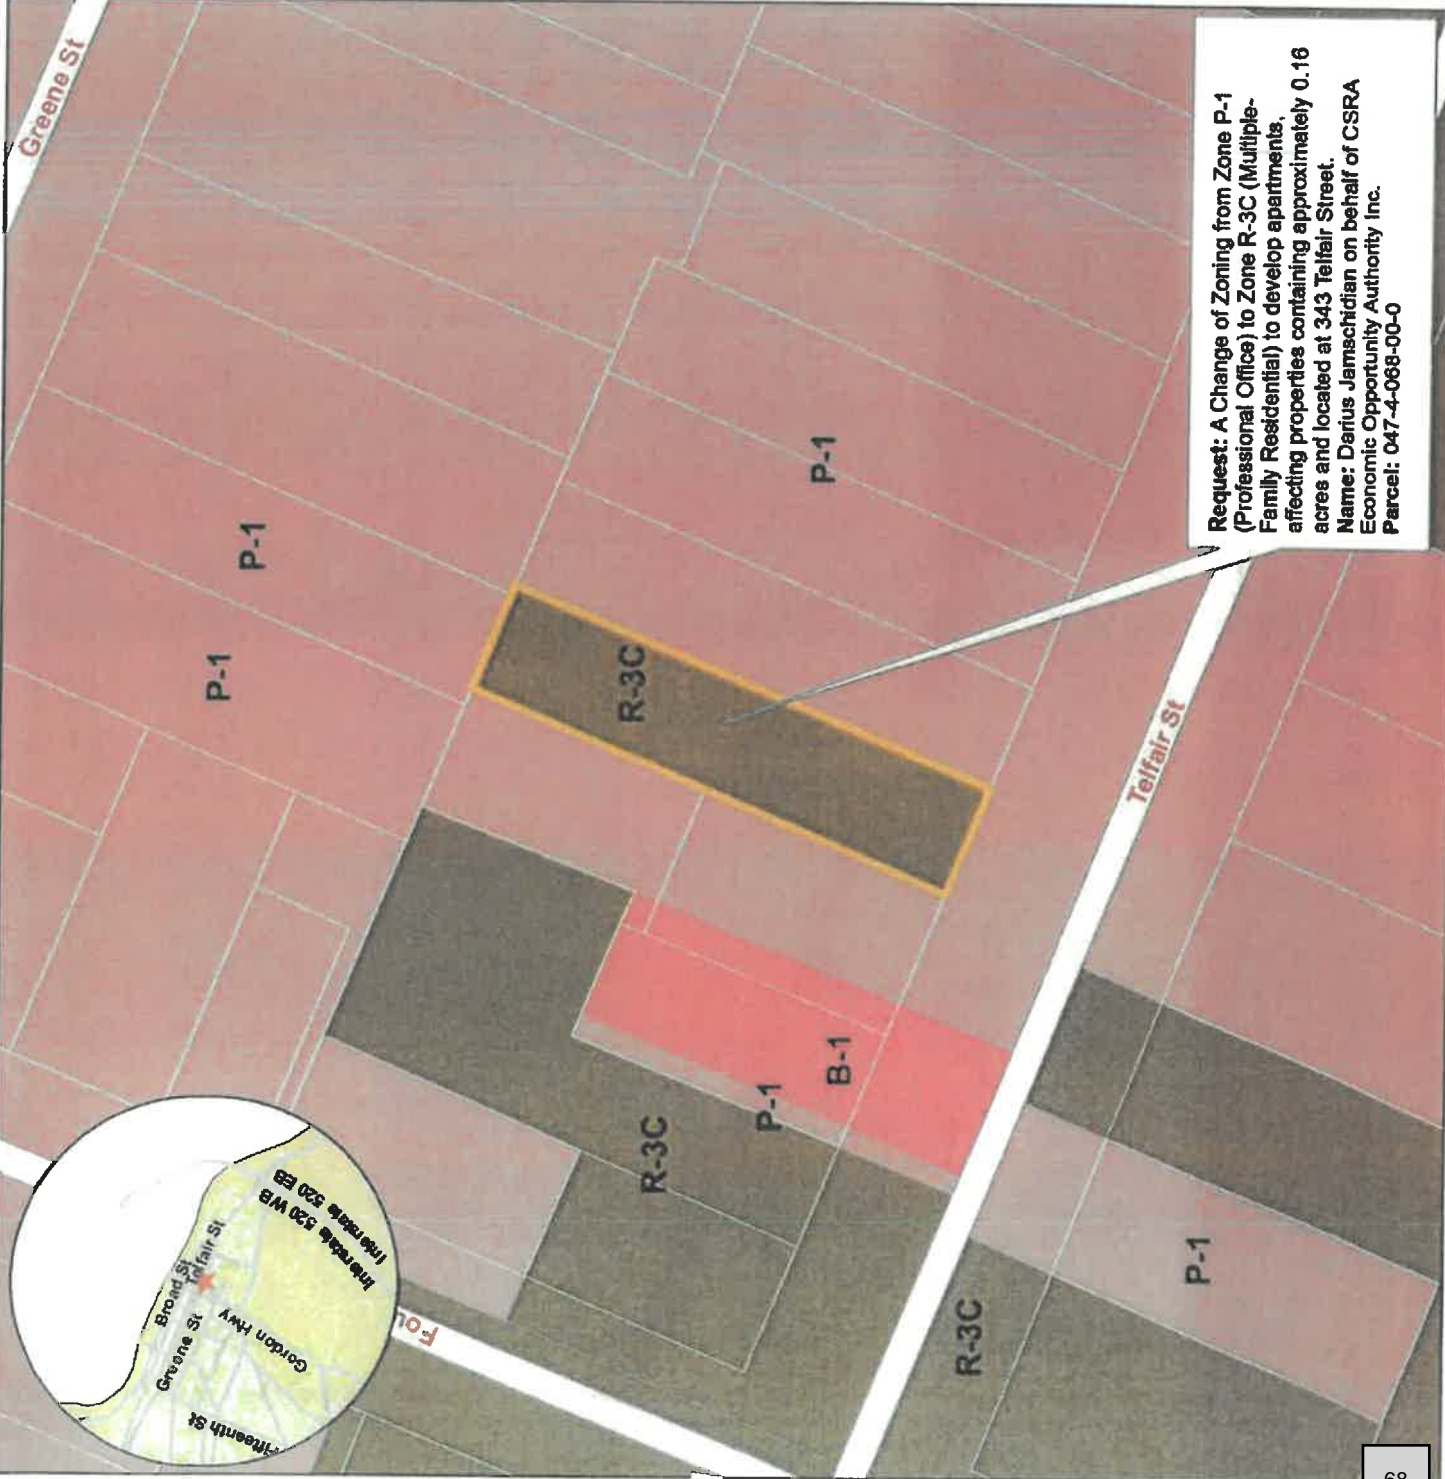 Greene St
P-1
P-1
P-1
R-3C
R-3C
P-1
B-1
Telfair St
R-3C
P-1
Fou
Broad St
Telfair St
Greene St
Gordon Hwy
Fifteenth St
Interstate 520 WB
Interstate 520 EB
Request: A Change of Zoning from Zone P-1
(Professional Office) to Zone R-3C (Multiple-
Family Residential) to develop apartments,
affecting properties containing approximately 0.16
acres and located at 343 Telfair Street.
Name: Darius Jamschidian on behalf of CSRA
Economic Opportunity Authority Inc.
Parcel: 047-4-068-00-0